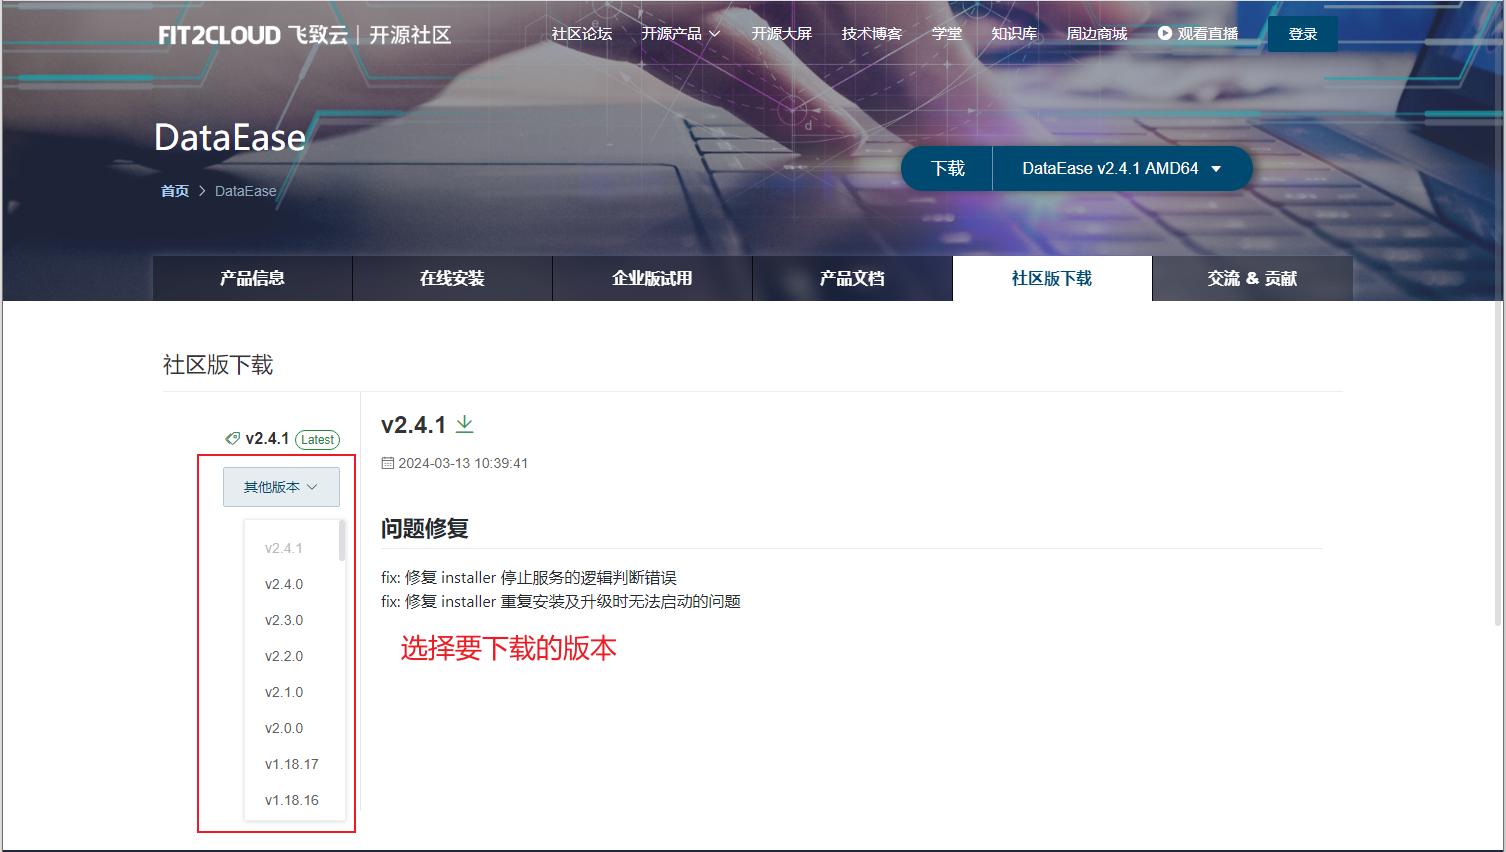 FIT2CLOUD 飞致云 | 开源社区
社区论坛 开源产品 开源大屏 技术博客 学堂 知识库 周边商城 观看直播 登录
DataEase
下载 DataEase v2.4.1 AMD64
首页 > DataEase
产品信息 在线安装 企业版试用 产品文档 社区版下载 交流 & 贡献
社区版下载
v2.4.1 Latest
其他版本
v2.4.1
v2.4.0
v2.3.0
v2.2.0
v2.1.0
v2.0.0
v1.18.17
v1.18.16
v2.4.1
2024-03-13 10:39:41
问题修复
fix: 修复 installer 停止服务的逻辑判断错误
fix: 修复 installer 重复安装及升级时无法启动的问题
选择要下载的版本
d
e